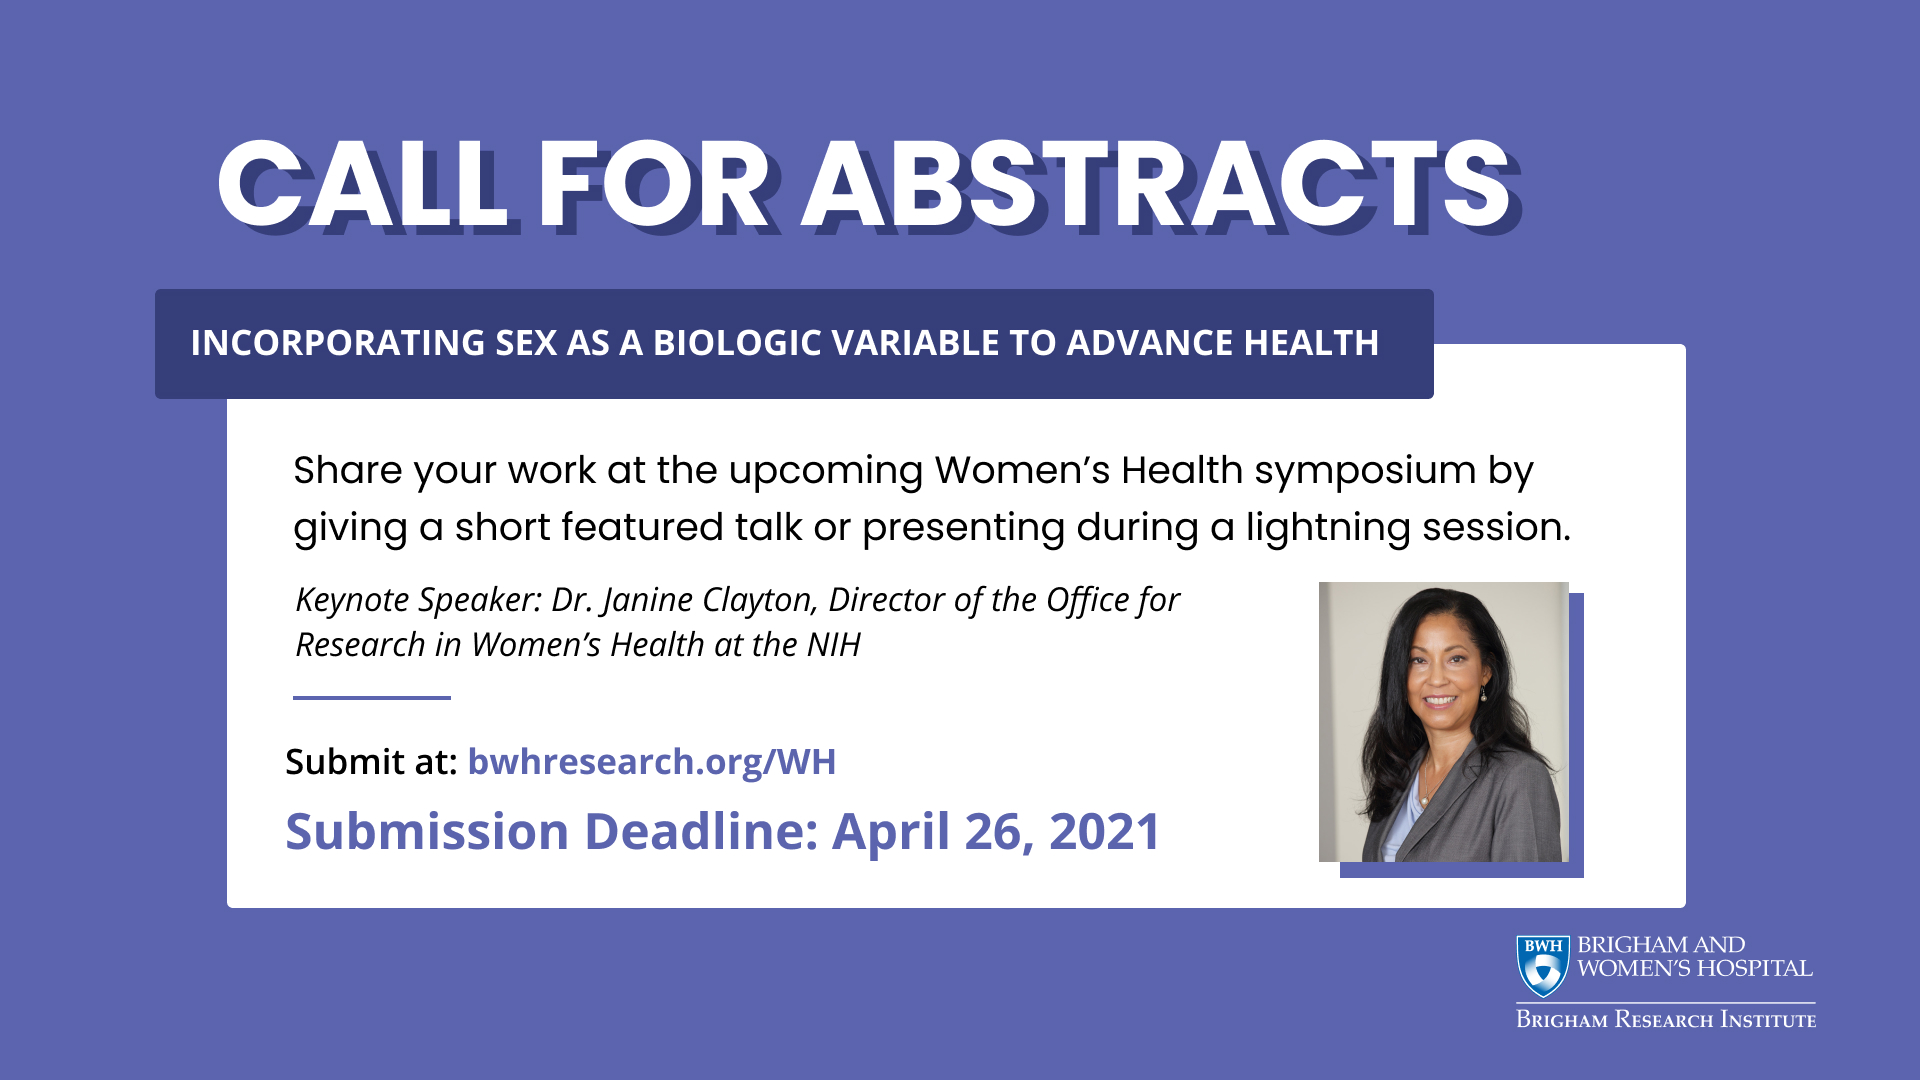 CALL FOR ABSTRACTS
INCORPORATING SEX AS A BIOLOGIC VARIABLE TO ADVANCE HEALTH
Share your work at the upcoming Women’s Health symposium by
giving a short featured talk or presenting during a lightning session.
Keynote Speaker: Dr. Janine Clayton, Director of the Office for
Research in Women’s Health at the NIH
Submit at: bwhresearch.org/WH
Submission Deadline: April 26, 2021
BWH
BRIGHAM AND
WOMEN’S HOSPITAL
BRIGHAM RESEARCH INSTITUTE